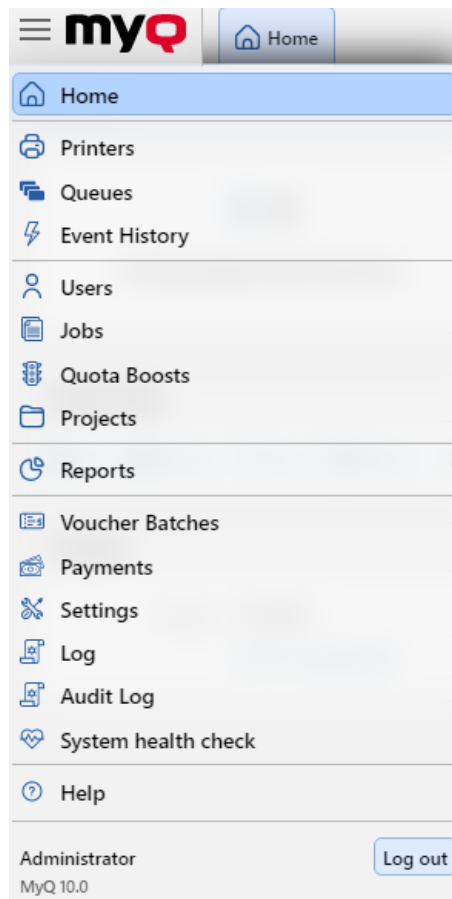 myQ
Home
Home
Printers
Queues
Event History
Users
Jobs
Quota Boosts
Projects
Reports
Voucher Batches
Payments
Settings
Log
Audit Log
System health check
Help
Administrator
Log out
MyQ 10.0